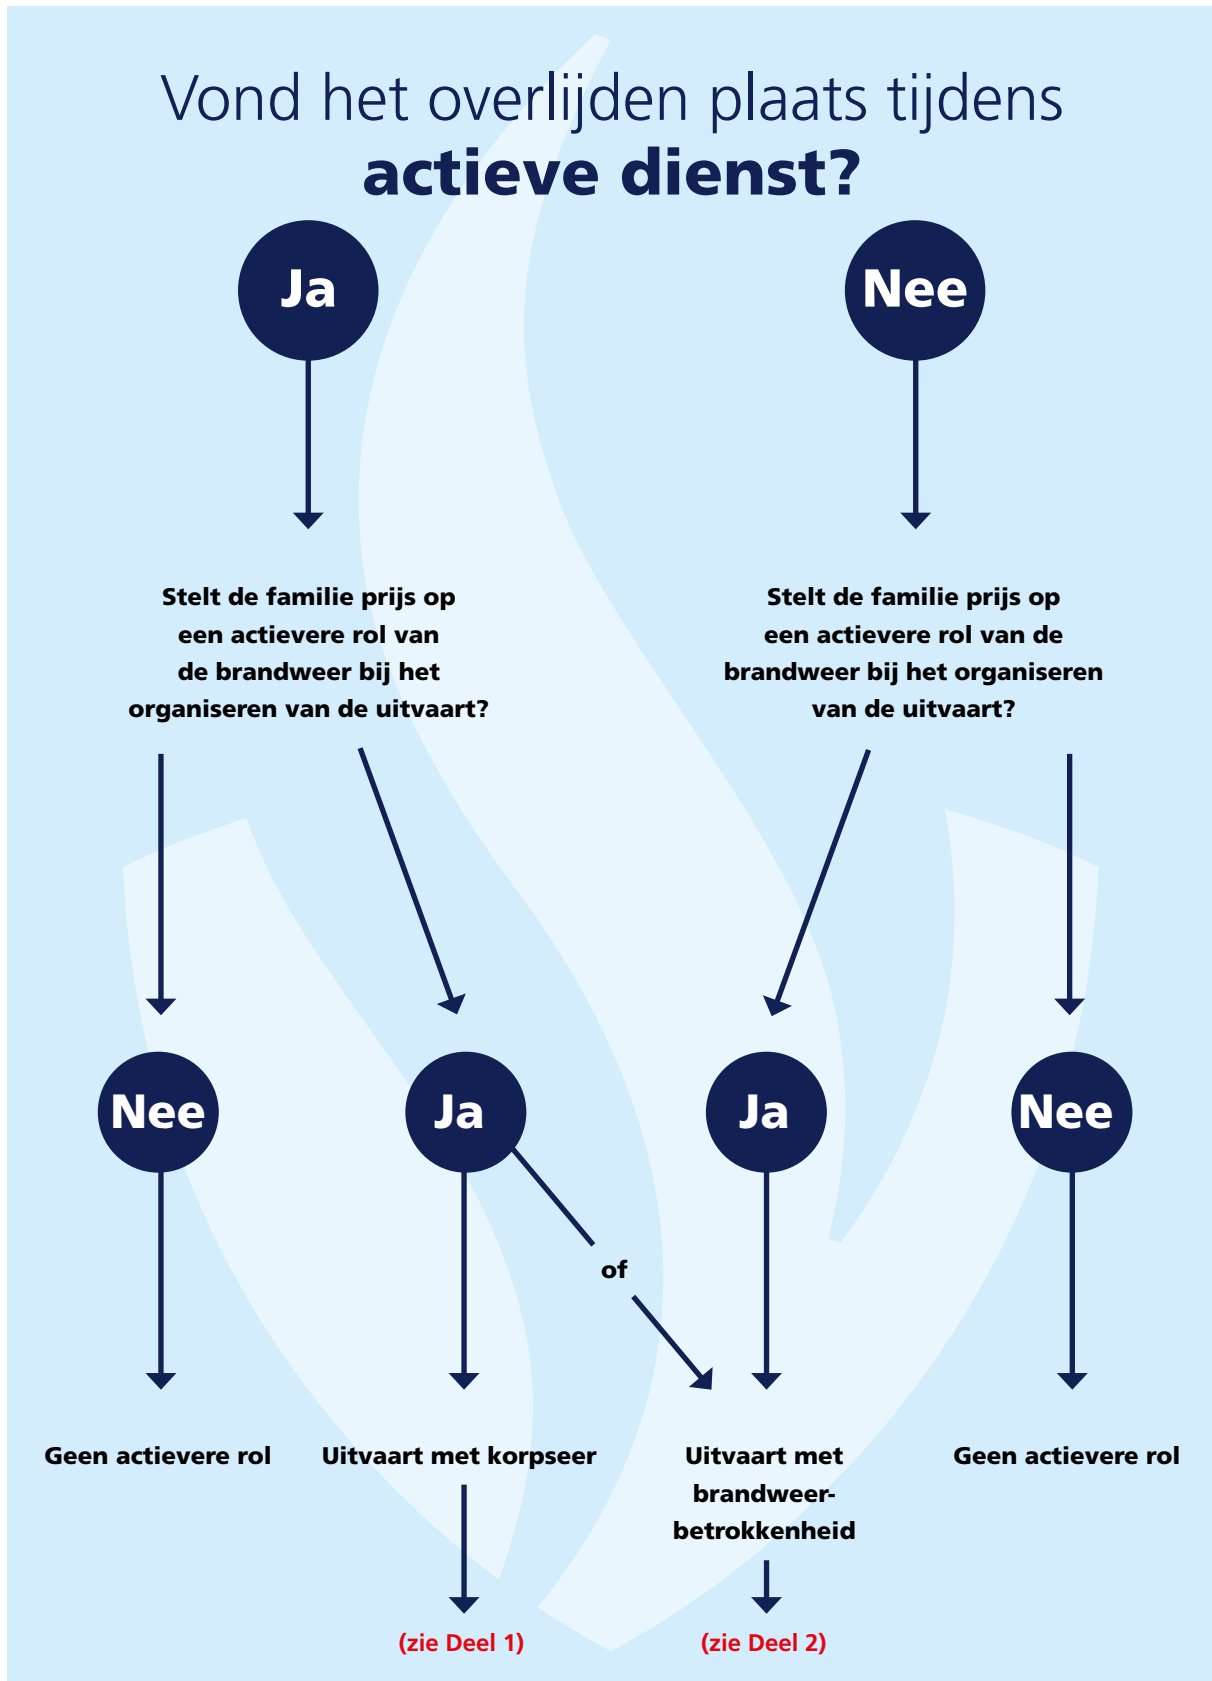 Vond het overlijden plaats tijdens
actieve dienst?
Ja
Nee
Stelt de familie prijs op
een actievere rol van
de brandweer bij het
organiseren van de uitvaart?
Stelt de familie prijs op
een actievere rol van de
brandweer bij het organiseren
van de uitvaart?
Nee
Ja
Ja
Nee
of
Geen actievere rol
Uitvaart met korpseer
Uitvaart met
brandweer-
betrokkenheid
Geen actievere rol
(zie Deel 1)
(zie Deel 2)